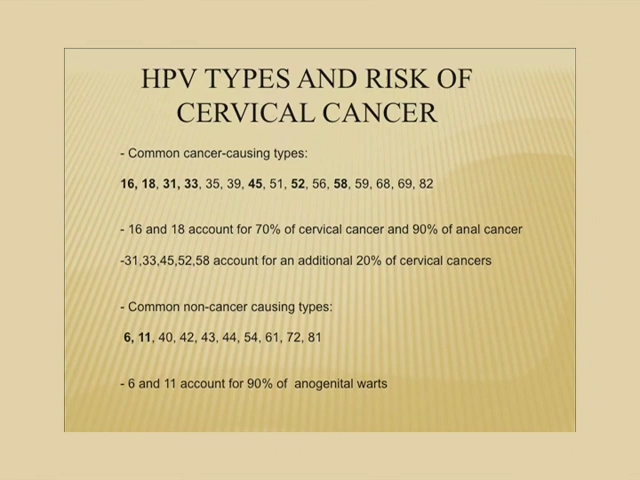 HPV TYPES AND RISK OF
CERVICAL CANCER
- Common cancer-causing types:
16, 18, 31, 33, 35, 39, 45, 51, 52, 56, 58, 59, 68, 69, 82
- 16 and 18 account for 70% of cervical cancer and 90% of anal cancer
-31,33,45,52,58 account for an additional 20% of cervical cancers
- Common non-cancer causing types:
6, 11, 40, 42, 43, 44, 54, 61, 72, 81
- 6 and 11 account for 90% of  anogenital warts